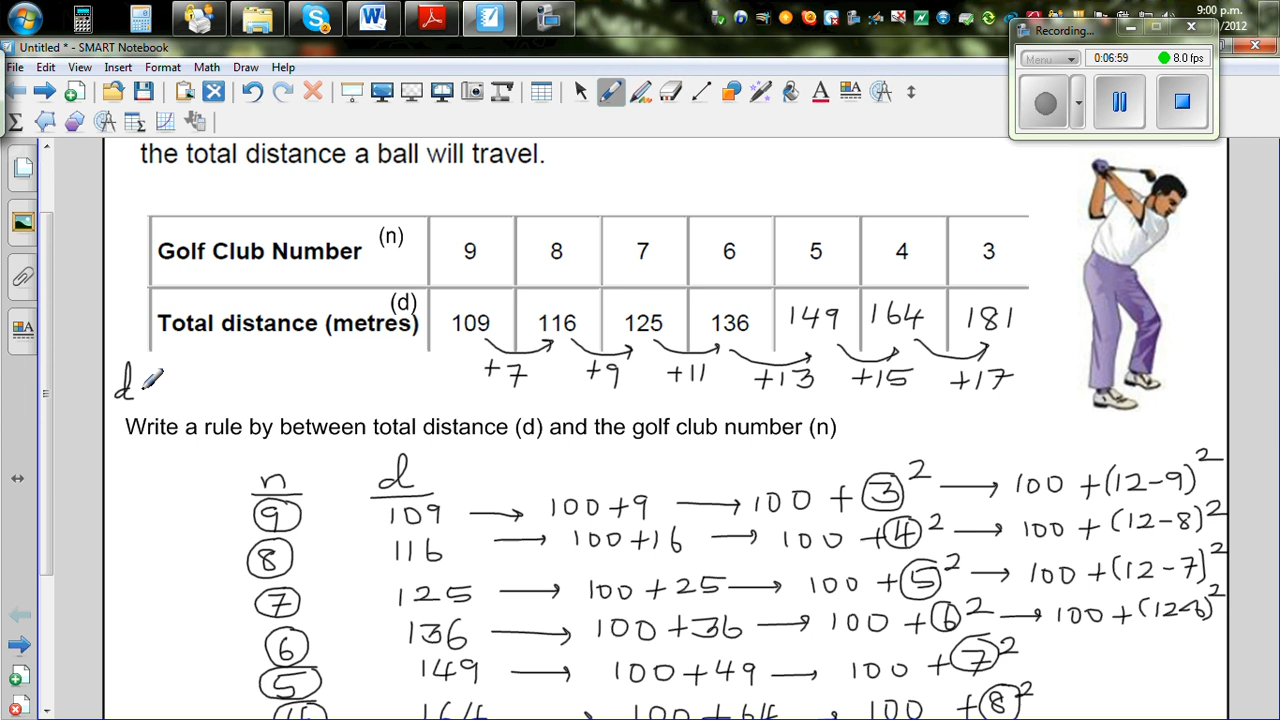 9:00 p.m.
/2012
Untitled * - SMART Notebook
Recording...
File Edit View Insert Format Math Draw Help
Menu 0:06:59 8.0 fps
the total distance a ball will travel.
Golf Club Number (n) 9 8 7 6 5 4 3
Total distance (metres) (d) 109 116 125 136 149 164 181
+7 +9 +11 +13 +15 +17
d
Write a rule by between total distance (d) and the golf club number (n)
n d
9 109 → 100+9 → 100 + 3² → 100 + (12-9)²
8 116 → 100+16 → 100 + 4² → 100 + (12-8)²
7 125 → 100+25 → 100 + 5² → 100 + (12-7)²
6 136 → 100+36 → 100 + 6² → 100 + (12-6)²
5 149 → 100+49 → 100 + 7²
164 → 100+64 → 100 + 8²